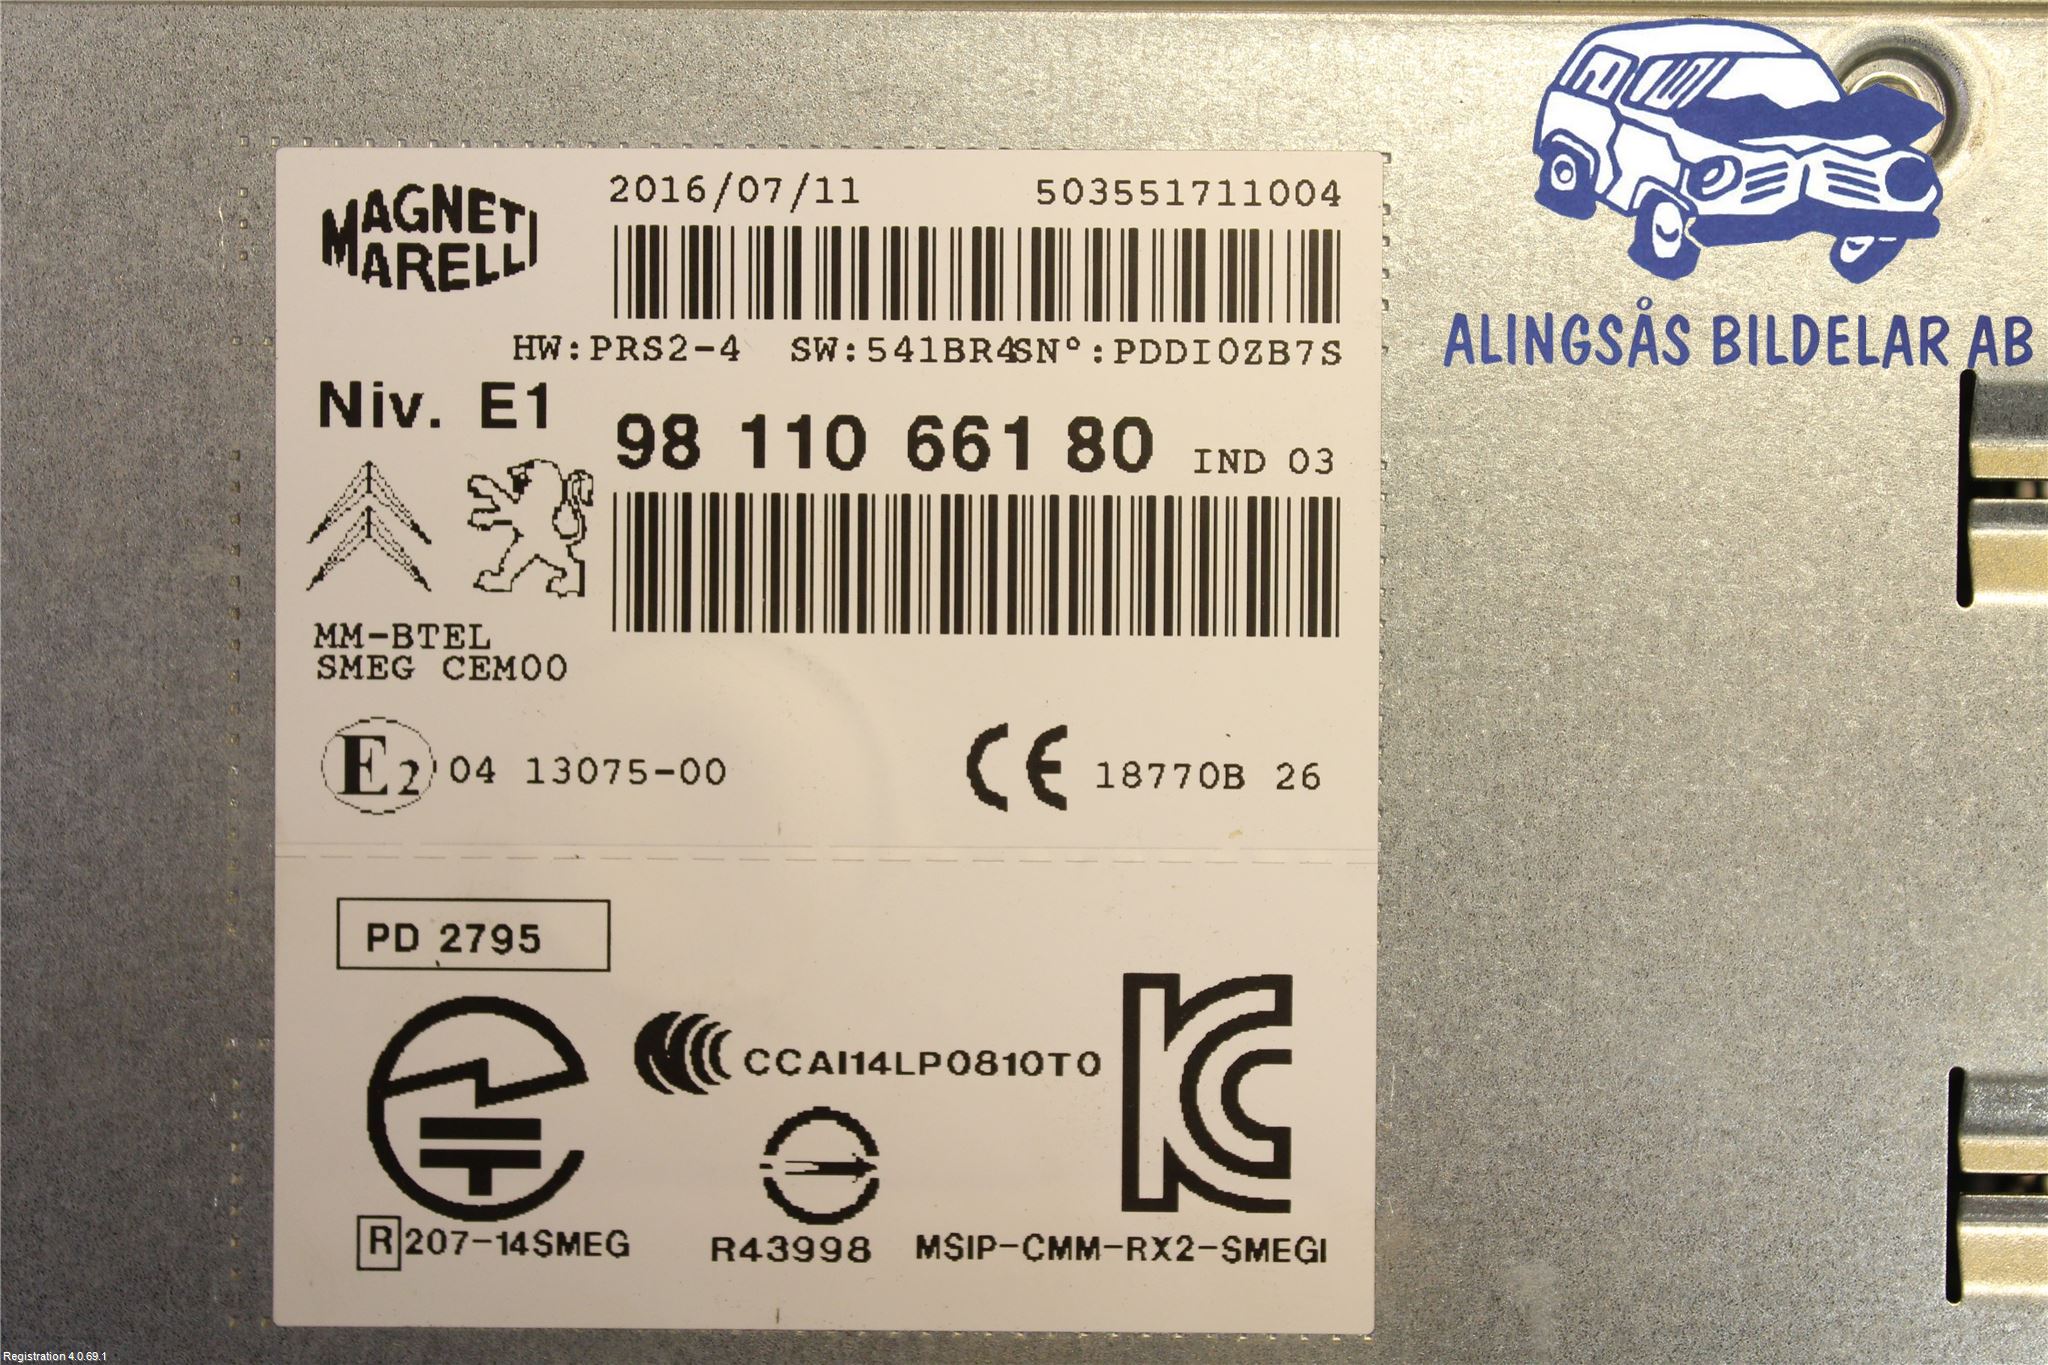 MAGNETI
MARELLI
2016/07/11 503551711004
HW:PRS2-4 SW:541BR4SN°:PDDI0ZB7S
Niv. E1
98 110 661 80 IND 03
MM-BTEL
SMEG CEM00
E2 04 13075-00
CE 18770B 26
PD 2795
CCAI14LP0810T0
R 207-14SMEG
R43998
MSIP-CMM-RX2-SMEGI
ALINGSÅS BILDELAR AB
Registration 4.0.69.1